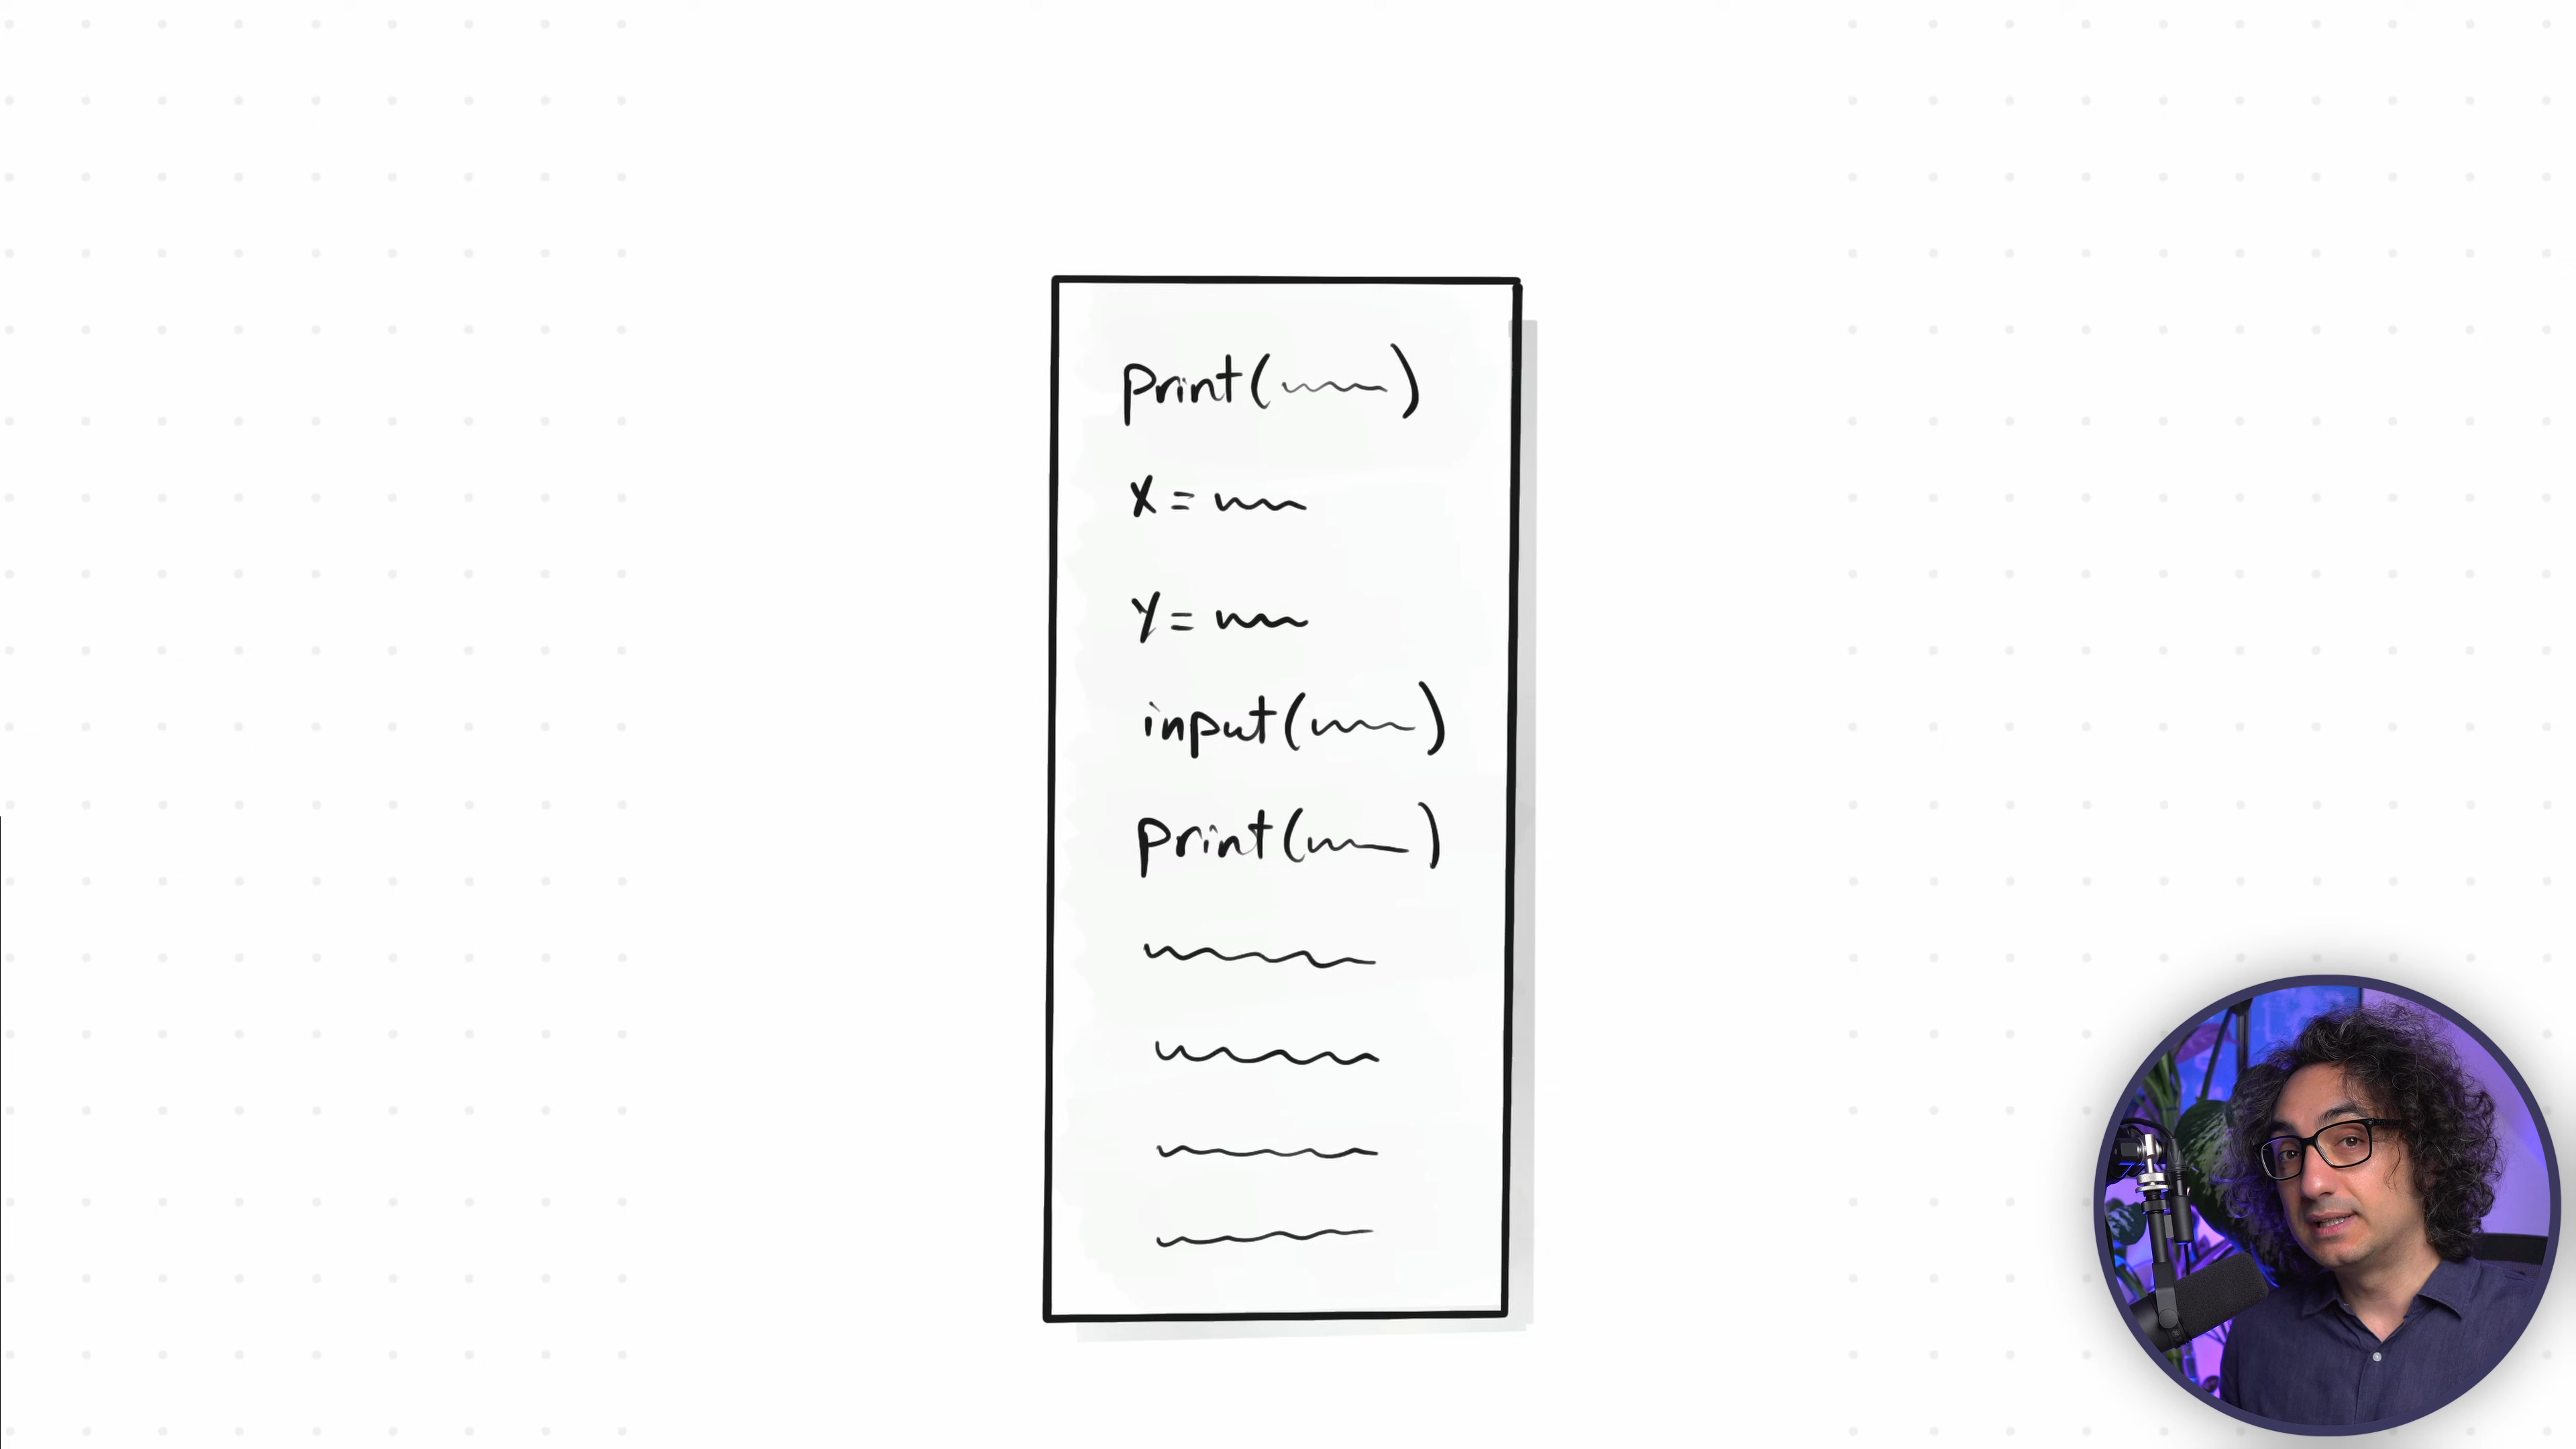 print( )
x =
y =
input( )
print( )